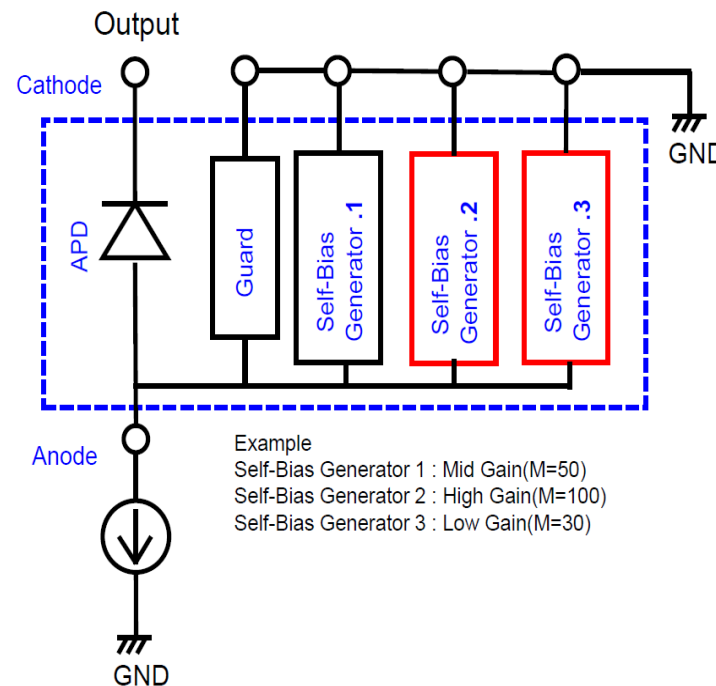 Output
Cathode
GND
APD
Guard
Self-Bias
Generator .1
Self-Bias
Generator .2
Self-Bias
Generator .3
Anode
Example
Self-Bias Generator 1 : Mid Gain(M=50)
Self-Bias Generator 2 : High Gain(M=100)
Self-Bias Generator 3 : Low Gain(M=30)
GND